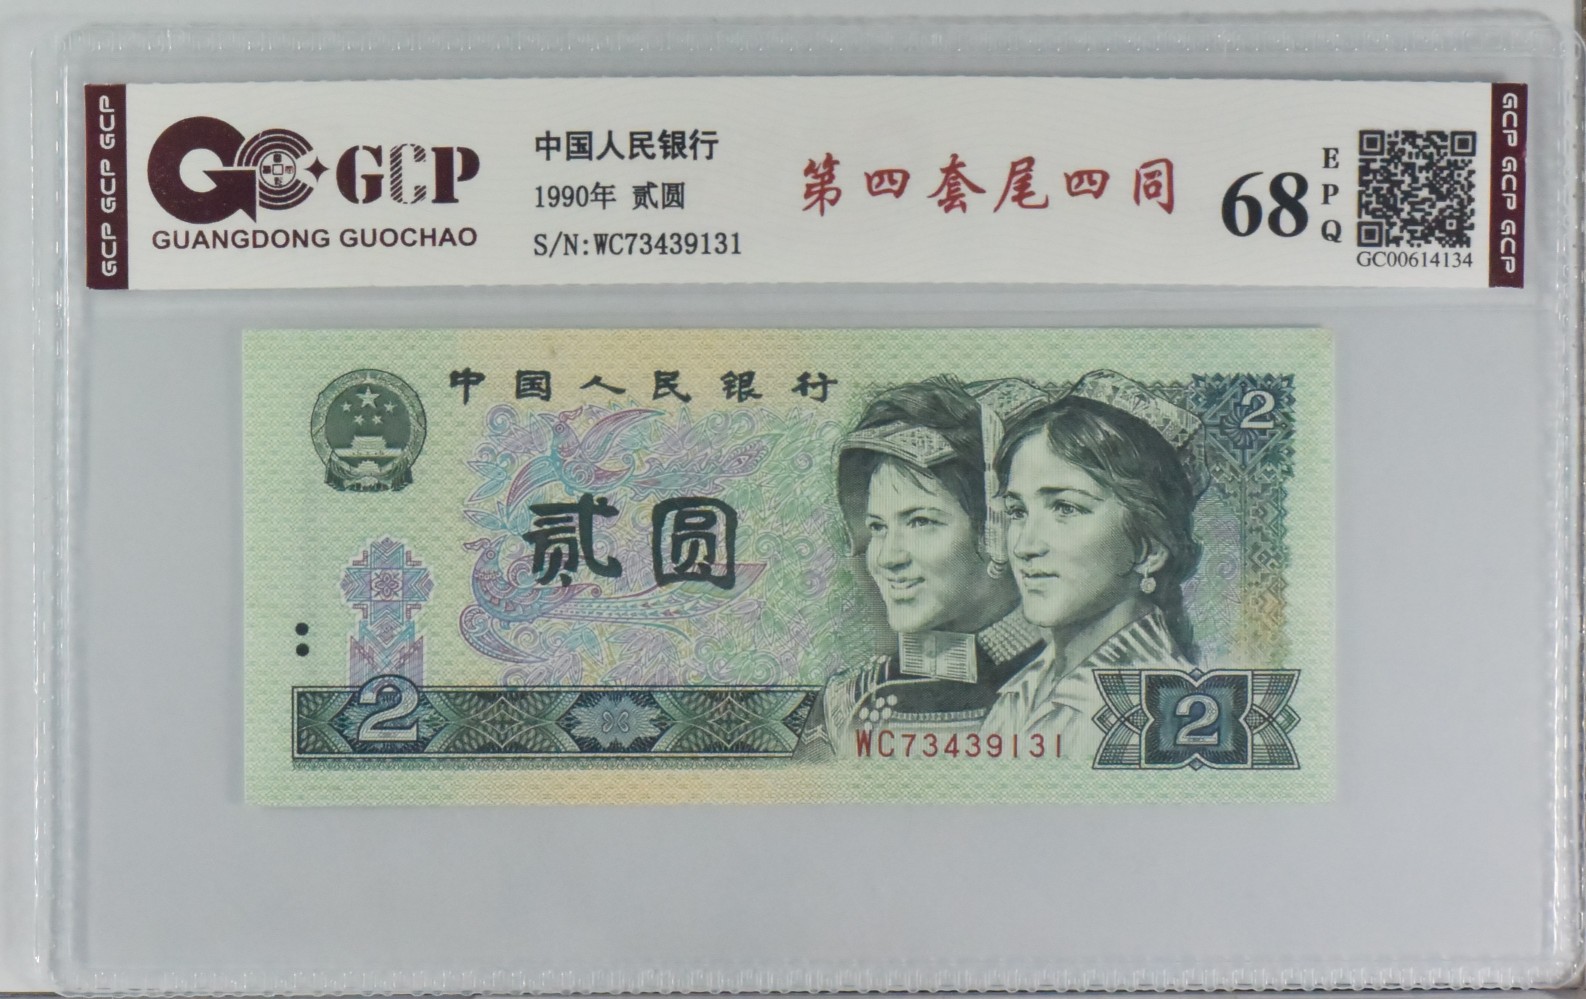 GCP GCP GCP
GCP
GUANGDONG GUOCHAO
中国人民银行
1990年 贰圆
S/N:WC73439131
第四套尾四同
68
EPQ
GC00614134
GCP GCP GCP
中国人民银行
2
贰圆
2
WC73439131
2